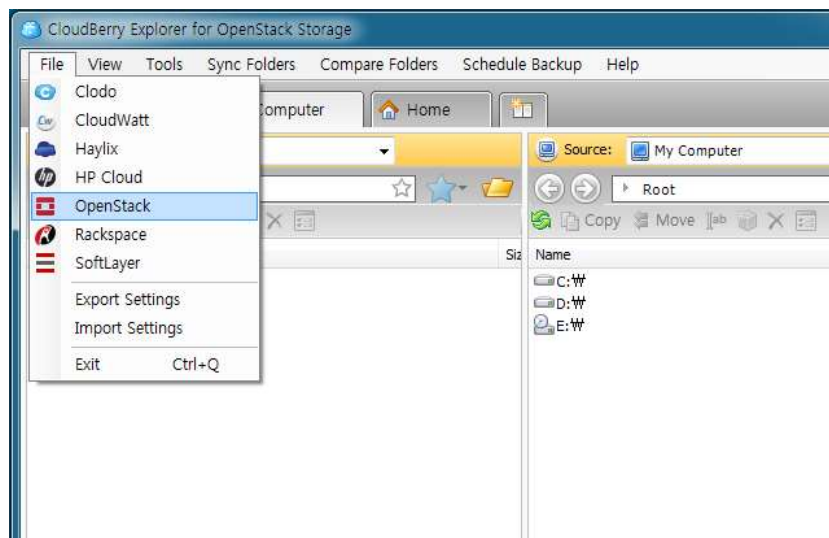 CloudBerry Explorer for OpenStack Storage
File View Tools Sync Folders Compare Folders Schedule Backup Help
Computer Home
Clodo
CloudWatt
Haylix
HP Cloud
OpenStack
Rackspace
SoftLayer
Export Settings
Import Settings
Exit Ctrl+Q
Source: My Computer
Root
Copy Move
Name
C:₩
D:₩
E:₩